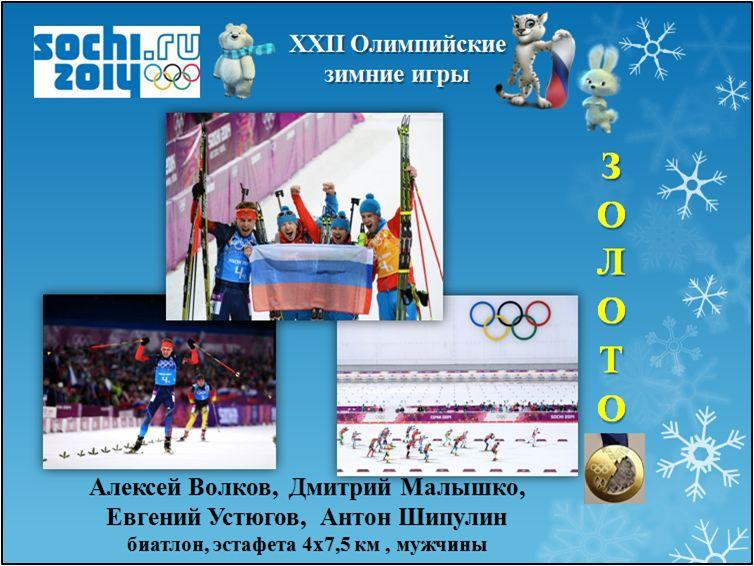 sochi.ru
2014
XXII Олимпийские
зимние игры
З
О
Л
О
Т
О
Алексей Волков, Дмитрий Малышко,
Евгений Устюгов, Антон Шипулин
биатлон, эстафета 4х7,5 км , мужчины